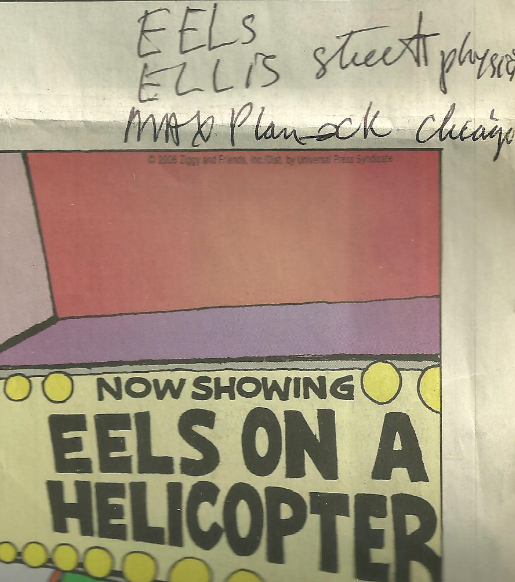 EELS
ELLIS street physic
MAX Planck chicago
© 2006 Ziggy and Friends, Inc./Dist. by Universal Press Syndicate
NOW SHOWING
EELS ON A
HELICOPTER